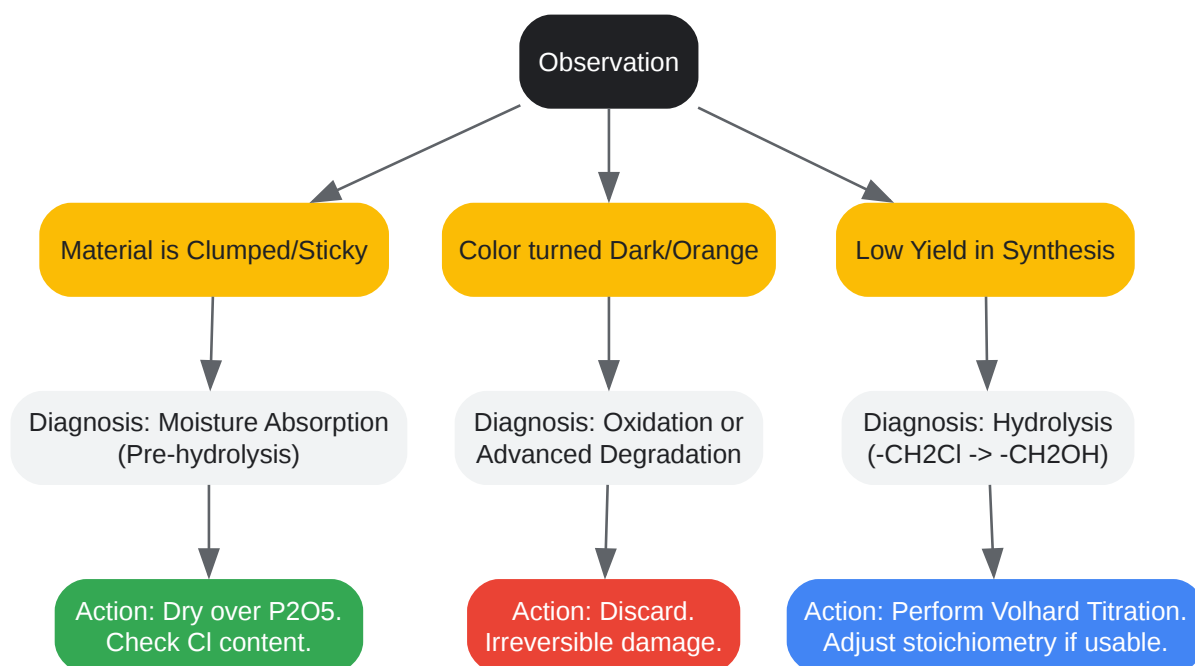 Observation
Material is Clumped/Sticky
Color turned Dark/Orange
Low Yield in Synthesis
Diagnosis: Moisture Absorption
(Pre-hydrolysis)
Diagnosis: Oxidation or
Advanced Degradation
Diagnosis: Hydrolysis
(-CH2Cl -> -CH2OH)
Action: Dry over P2O5.
Check Cl content.
Action: Discard.
Irreversible damage.
Action: Perform Volhard Titration.
Adjust stoichiometry if usable.